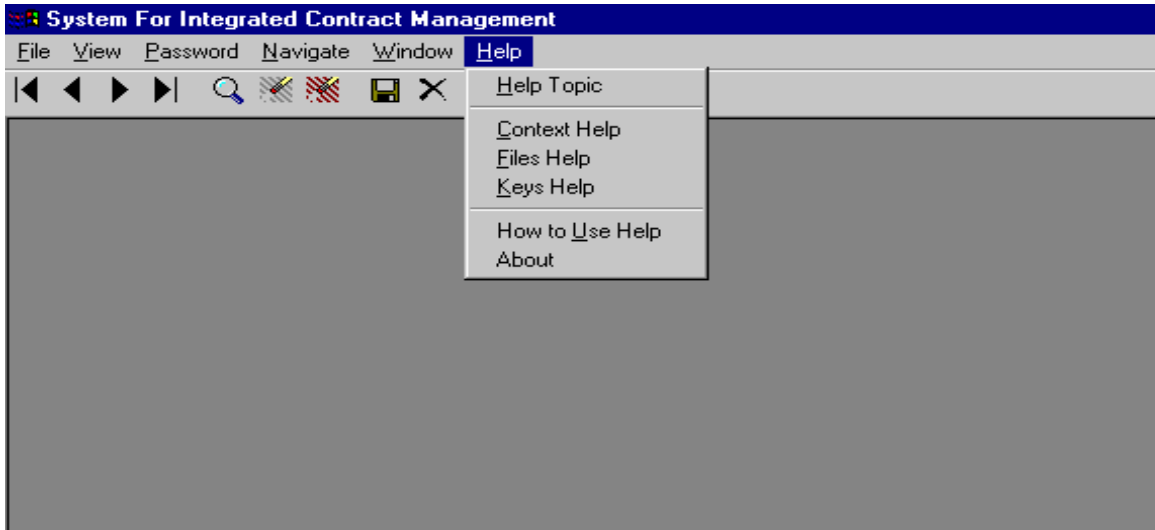 System For Integrated Contract Management
File View Password Navigate Window Help
Help Topic
Context Help
Files Help
Keys Help
How to Use Help
About